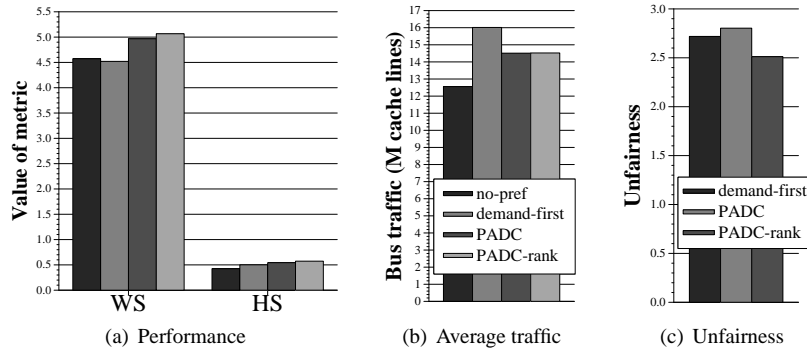 Value of metric
5.5
5.0
4.5
4.0
3.5
3.0
2.5
2.0
1.5
1.0
0.5
0.0
WS
HS
(a) Performance
Bus traffic (M cache lines)
17
16
15
14
13
12
11
10
9
8
7
6
5
4
3
2
1
0
no-pref
demand-first
PADC
PADC-rank
(b) Average traffic
Unfairness
3.0
2.5
2.0
1.5
1.0
0.5
0.0
demand-first
PADC
PADC-rank
(c) Unfairness